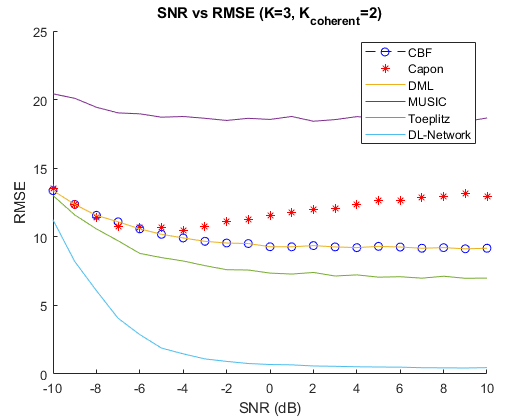 SNR vs RMSE (K=3, K_coherent=2)
25
20
15
10
5
0
RMSE
-10 -8 -6 -4 -2 0 2 4 6 8 10
SNR (dB)
CBF
Capon
DML
MUSIC
Toeplitz
DL-Network